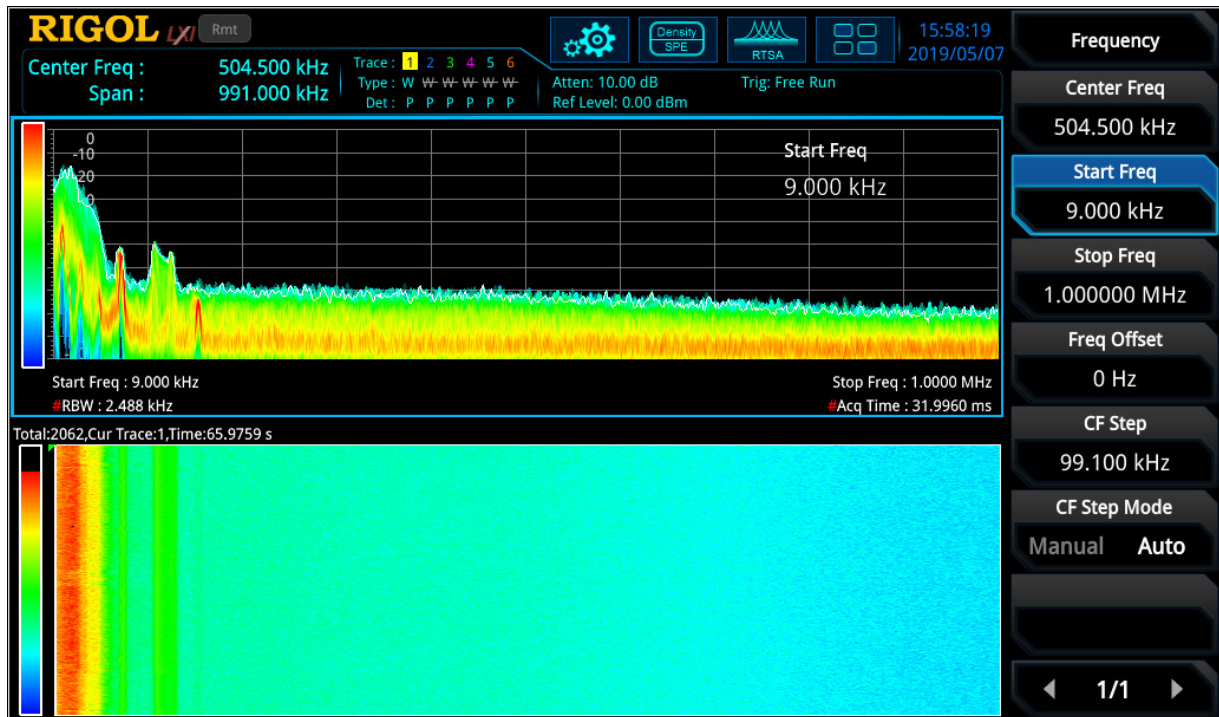 RIGOL LXI Rmt
Density
SPE
RTSA
15:58:19
2019/05/07
Center Freq : 504.500 kHz
Span : 991.000 kHz
Trace : 1 2 3 4 5 6
Type : W W W W W W
Det : P P P P P P
Atten: 10.00 dB
Ref Level: 0.00 dBm
Trig: Free Run
0
-10
Start Freq
9.000 kHz
Start Freq : 9.000 kHz
Stop Freq : 1.0000 MHz
#RBW : 2.488 kHz
#Acq Time : 31.9960 ms
Total:2062,Cur Trace:1,Time:65.9759 s
Frequency
Center Freq
504.500 kHz
Start Freq
9.000 kHz
Stop Freq
1.000000 MHz
Freq Offset
0 Hz
CF Step
99.100 kHz
CF Step Mode
Manual Auto
1/1